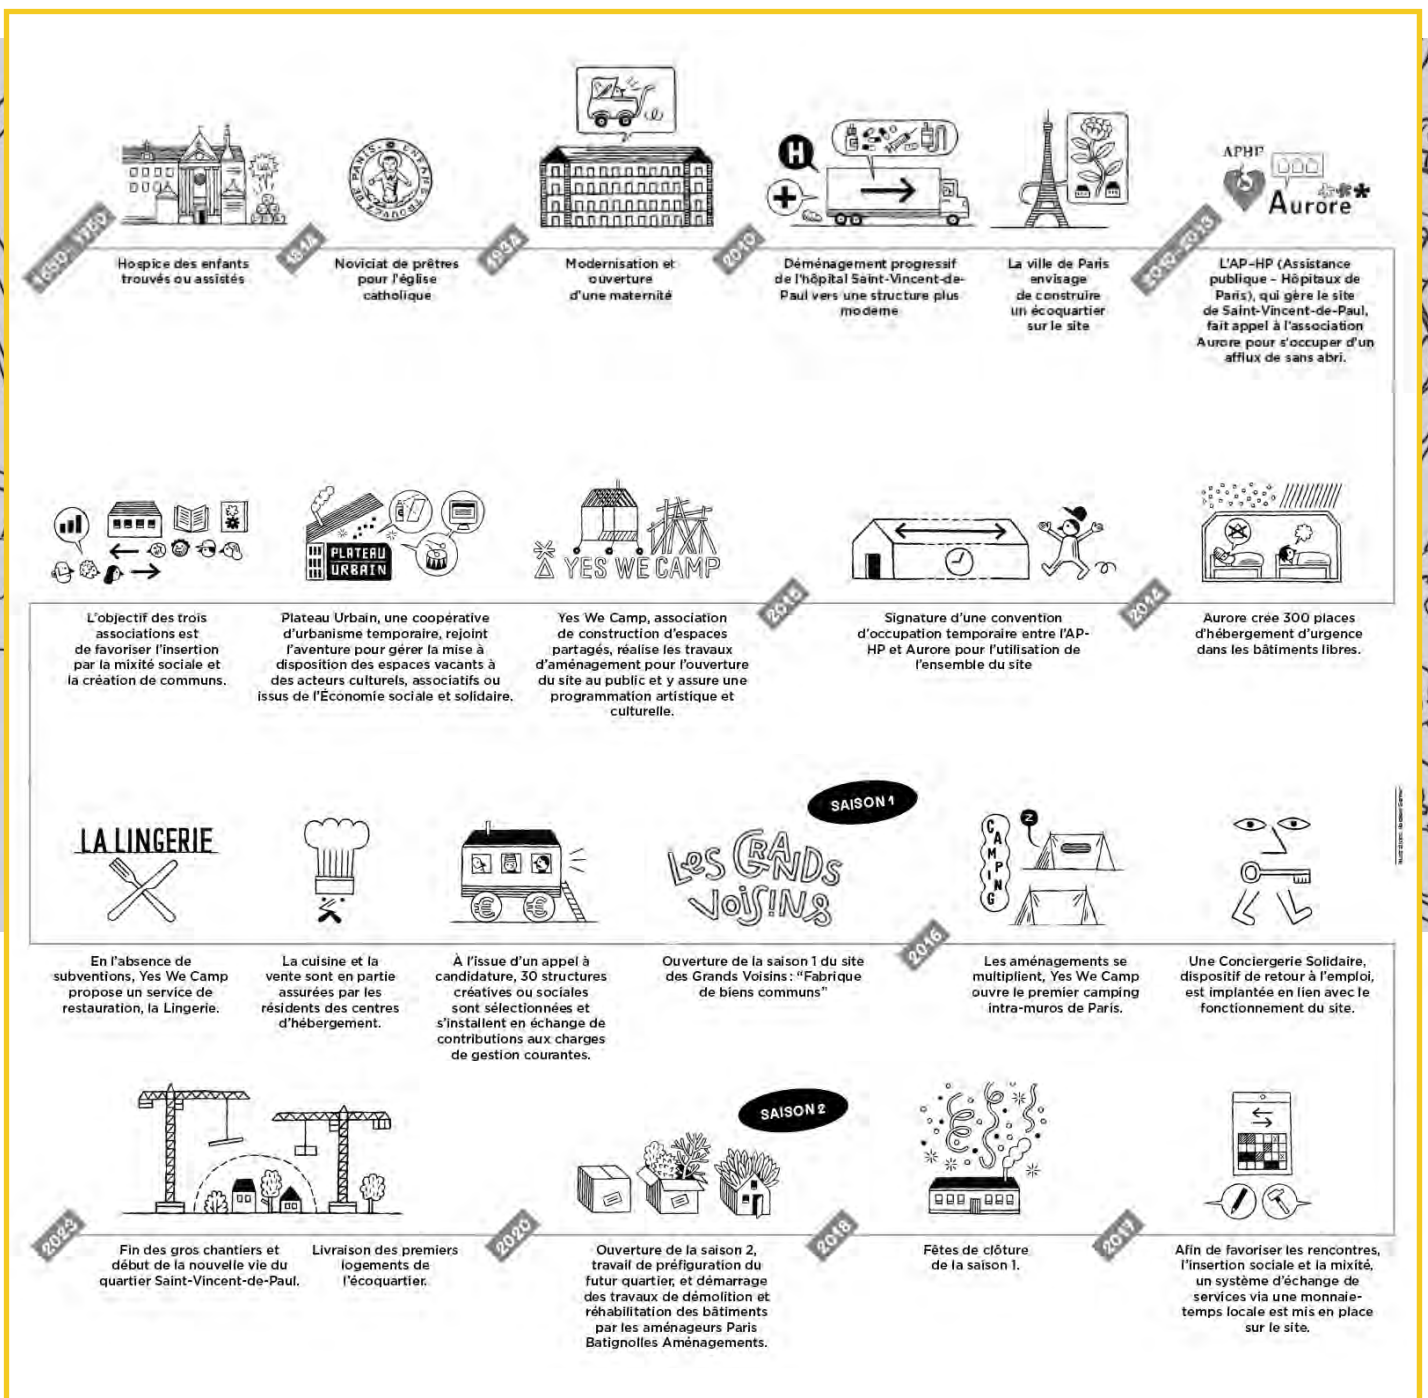 DE PARIS
ENFANS
TROUVEZ
H
APHP
Aurore
1814
1934
2010
Hospice des enfants
trouvés ou assistés
Noviciat de prêtres
pour l'église
catholique
Modernisation et
ouverture
d'une maternité
Déménagement progressif
de l'hôpital Saint-Vincent-de-
Paul vers une structure plus
moderne
La ville de Paris
envisage
de construire
un écoquartier
sur le site
L'AP-HP (Assistance
publique - Hôpitaux de
Paris), qui gère le site
de Saint-Vincent-de-Paul,
fait appel à l'association
Aurore pour s'occuper d'un
afflux de sans abri.
PLATEAU
URBAIN
YES WE CAMP
2015
2014
L'objectif des trois
associations est
de favoriser l'insertion
par la mixité sociale et
la création de communs.
Plateau Urbain, une coopérative
d'urbanisme temporaire, rejoint
l'aventure pour gérer la mise à
disposition des espaces vacants à
des acteurs culturels, associatifs ou
issus de l'Économie sociale et solidaire.
Yes We Camp, association
de construction d'espaces
partagés, réalise les travaux
d'aménagement pour l'ouverture
du site au public et y assure une
programmation artistique et
culturelle.
Signature d'une convention
d'occupation temporaire entre l'AP-
HP et Aurore pour l'utilisation de
l'ensemble du site
Aurore crée 300 places
d'hébergement d'urgence
dans les bâtiments libres.
LA LINGERIE
SAISON 1
LES GRANDS
VOISINS
CAMPING
Z
2016
En l'absence de
subventions, Yes We Camp
propose un service de
restauration, la Lingerie.
La cuisine et la
vente sont en partie
assurées par les
résidents des centres
d'hébergement.
À l'issue d'un appel à
candidature, 30 structures
créatives ou sociales
sont sélectionnées et
s'installent en échange de
contributions aux charges
de gestion courantes.
Ouverture de la saison 1 du site
des Grands Voisins : “Fabrique
de biens communs”
Les aménagements se
multiplient, Yes We Camp
ouvre le premier camping
intra-muros de Paris.
Une Conciergerie Solidaire,
dispositif de retour à l'emploi,
est implantée en lien avec le
fonctionnement du site.
SAISON 2
2023
2020
2018
2017
Fin des gros chantiers et
début de la nouvelle vie du
quartier Saint-Vincent-de-Paul.
Livraison des premiers
logements de
l'écoquartier.
Ouverture de la saison 2,
travail de préfiguration du
futur quartier, et démarrage
des travaux de démolition et
réhabilitation des bâtiments
par les aménageurs Paris
Batignolles Aménagements.
Fêtes de clôture
de la saison 1.
Afin de favoriser les rencontres,
l'insertion sociale et la mixité,
un système d'échange de
services via une monnaie-
temps locale est mis en place
sur le site.